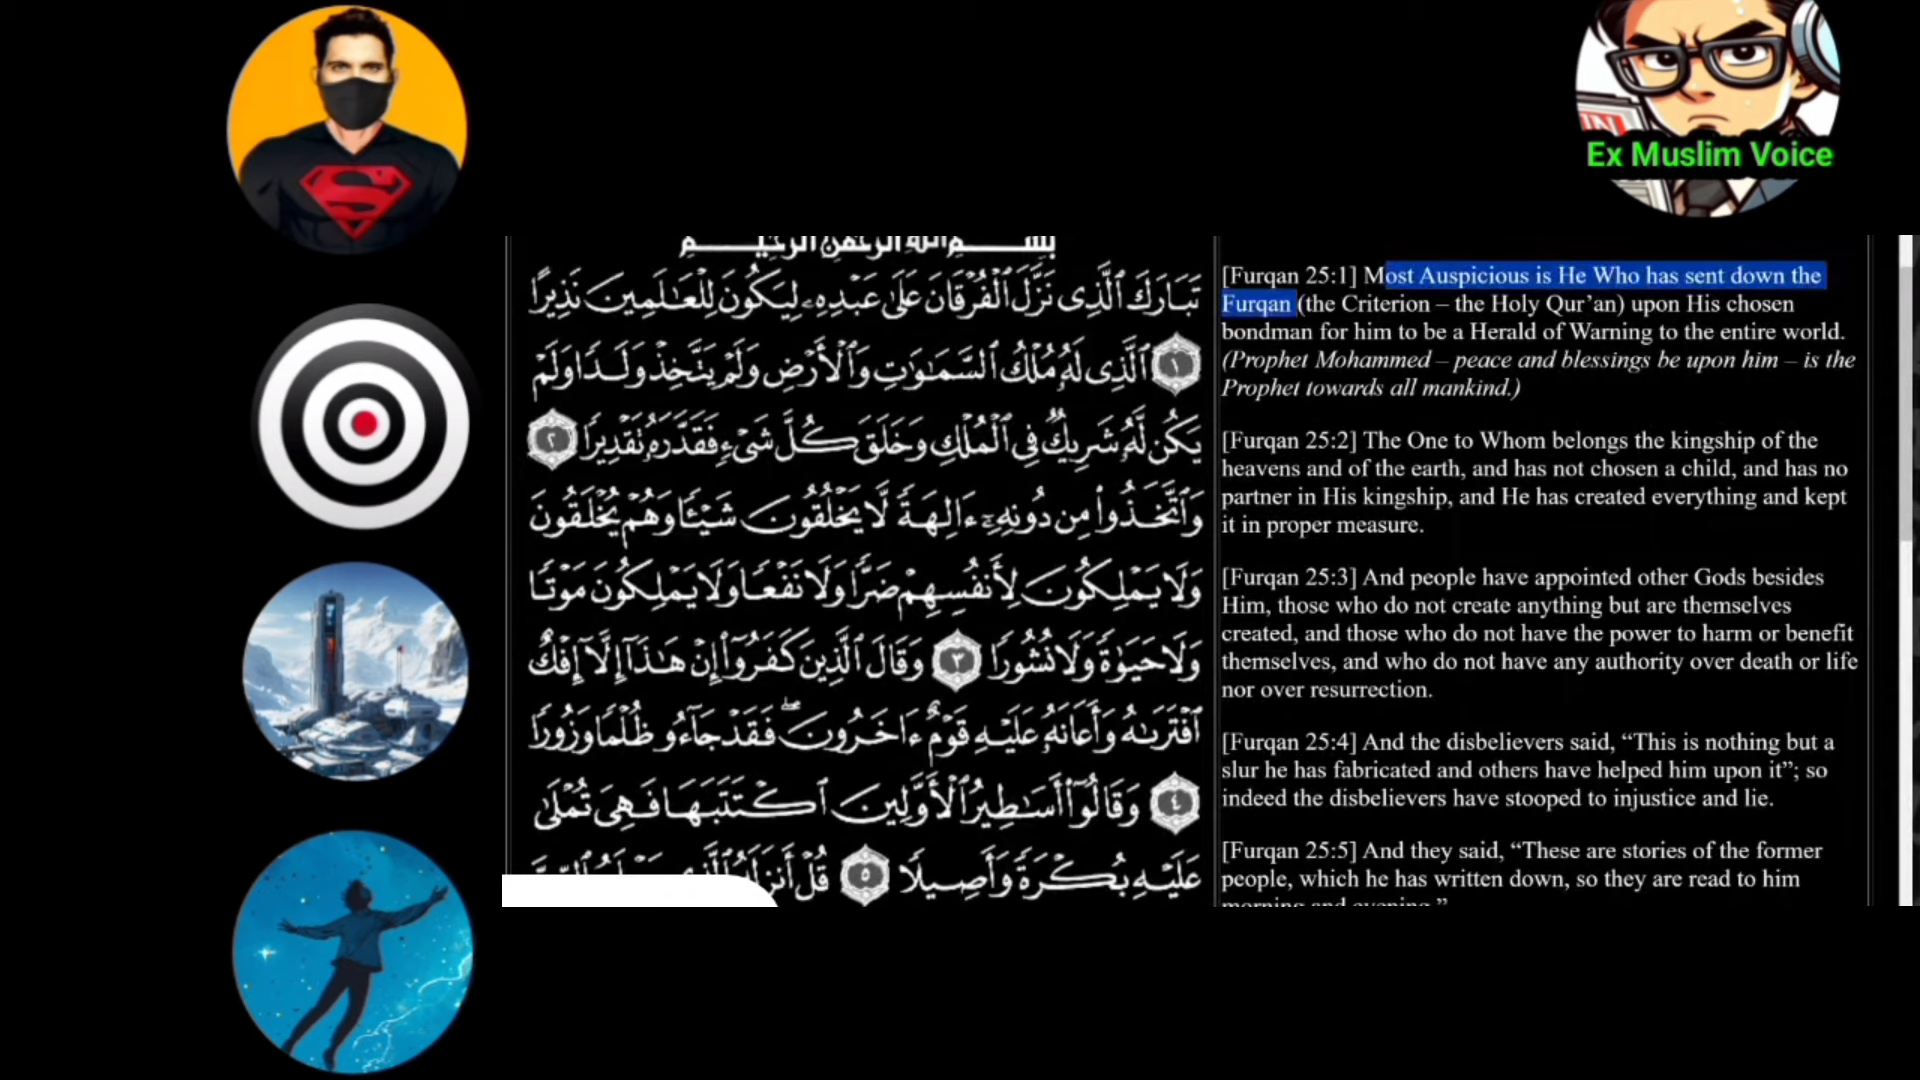 Ex Muslim Voice
بِسْمِ اللَّهِ الرَّحْمَٰنِ الرَّحِيمِ
تَبَارَكَ ٱلَّذِى نَزَّلَ ٱلْفُرْقَانَ عَلَىٰ عَبْدِهِۦ لِيَكُونَ لِلْعَـٰلَمِينَ نَذِيرًا
١ ٱلَّذِى لَهُۥ مُلْكُ ٱلسَّمَـٰوَٰتِ وَٱلْأَرْضِ وَلَمْ يَتَّخِذْ وَلَدًا وَلَمْ
يَكُن لَّهُۥ شَرِيكٌ فِى ٱلْمُلْكِ وَخَلَقَ كُلَّ شَىْءٍ فَقَدَّرَهُۥ تَقْدِيرًا ٢
وَٱتَّخَذُوا۟ مِن دُونِهِۦٓ ءَالِهَةً لَّا يَخْلُقُونَ شَيْـًٔا وَهُمْ يُخْلَقُونَ
وَلَا يَمْلِكُونَ لِأَنفُسِهِمْ ضَرًّا وَلَا نَفْعًا وَلَا يَمْلِكُونَ مَوْتًا
وَلَا حَيَوٰةً وَلَا نُشُورًا ٣ وَقَالَ ٱلَّذِينَ كَفَرُوٓا۟ إِنْ هَـٰذَآ إِلَّآ إِفْكٌ
ٱفْتَرَىٰهُ وَأَعَانَهُۥ عَلَيْهِ قَوْمٌ ءَاخَرُونَ ۖ فَقَدْ جَآءُو ظُلْمًا وَزُورًا
٤ وَقَالُوٓا۟ أَسَـٰطِيرُ ٱلْأَوَّلِينَ ٱكْتَتَبَهَا فَهِىَ تُمْلَىٰ
عَلَيْهِ بُكْرَةً وَأَصِيلًا ٥ قُلْ أَنزَلَهُ ٱلَّذِى
[Furqan 25:1] Most Auspicious is He Who has sent down the
Furqan (the Criterion – the Holy Qur’an) upon His chosen
bondman for him to be a Herald of Warning to the entire world.
(Prophet Mohammed – peace and blessings be upon him – is the
Prophet towards all mankind.)
[Furqan 25:2] The One to Whom belongs the kingship of the
heavens and of the earth, and has not chosen a child, and has no
partner in His kingship, and He has created everything and kept
it in proper measure.
[Furqan 25:3] And people have appointed other Gods besides
Him, those who do not create anything but are themselves
created, and those who do not have the power to harm or benefit
themselves, and who do not have any authority over death or life
nor over resurrection.
[Furqan 25:4] And the disbelievers said, “This is nothing but a
slur he has fabricated and others have helped him upon it”; so
indeed the disbelievers have stooped to injustice and lie.
[Furqan 25:5] And they said, “These are stories of the former
people, which he has written down, so they are read to him
morning and evening.”